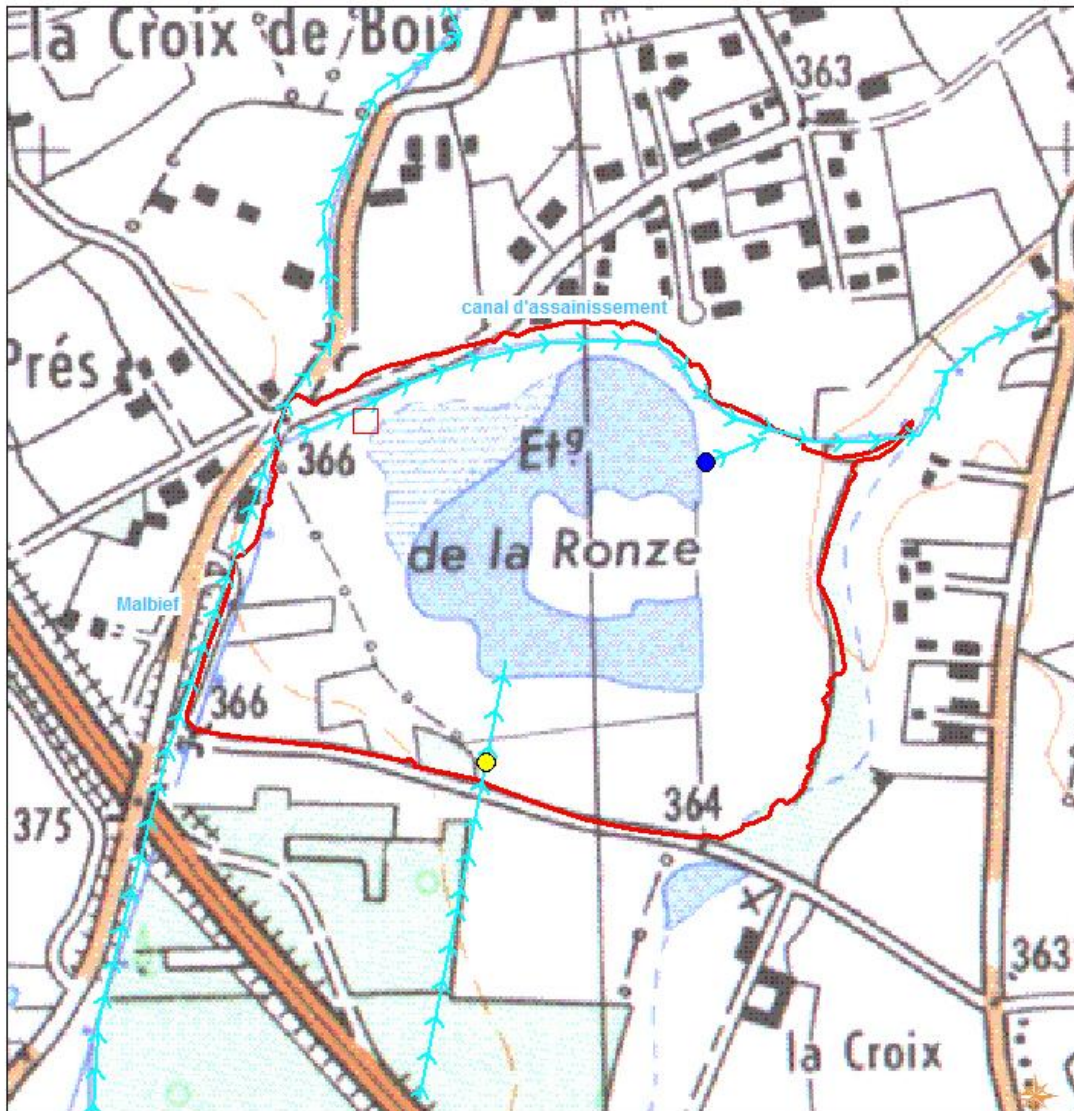 la Croix de Bois
363
canal d'assainissement
Prés
366
Etg
de la Ronze
Malbief
366
364
375
363
la Croix